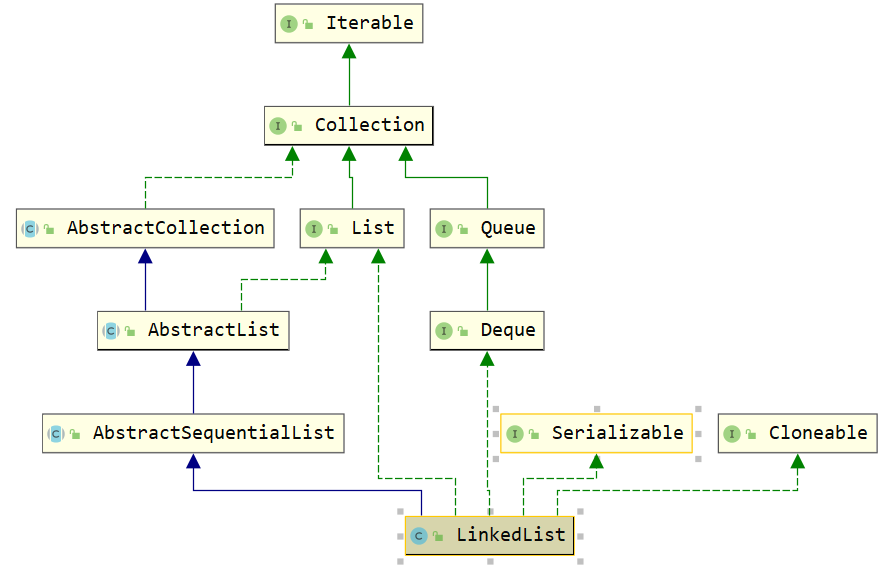 Iterable
Collection
AbstractCollection
List
Queue
AbstractList
Deque
AbstractSequentialList
Serializable
Cloneable
LinkedList